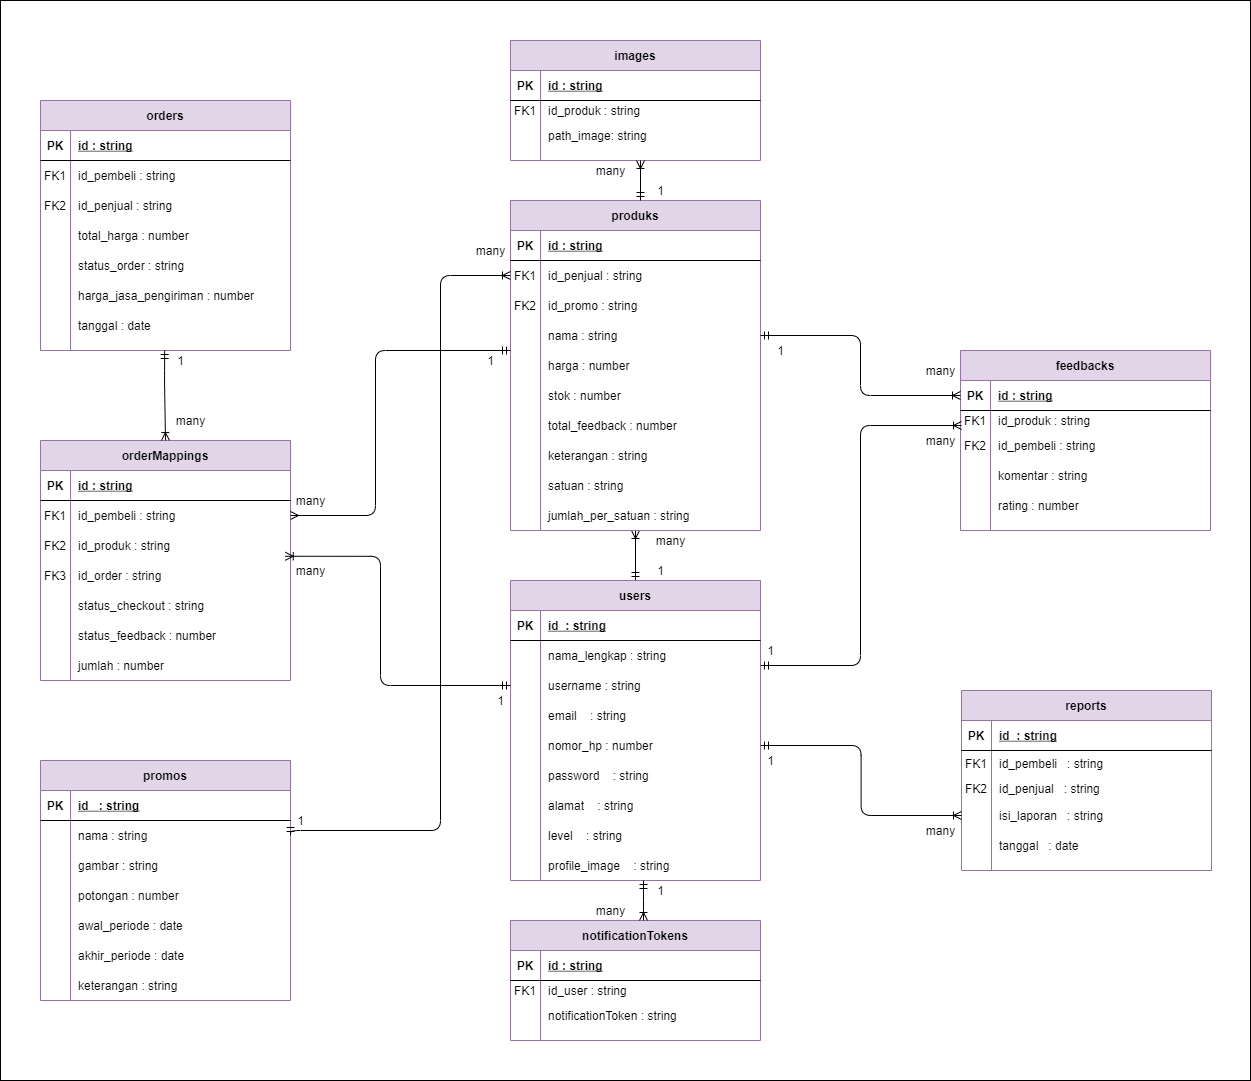 images
PK id : string
FK1 id_produk : string
path_image: string
many
1
orders
PK id : string
FK1 id_pembeli : string
FK2 id_penjual : string
total_harga : number
status_order : string
harga_jasa_pengiriman : number
tanggal : date
1
many
produks
PK id : string
FK1 id_penjual : string
FK2 id_promo : string
nama : string
harga : number
stok : number
total_feedback : number
keterangan : string
satuan : string
jumlah_per_satuan : string
many
1
1
many
1
feedbacks
PK id : string
FK1 id_produk : string
FK2 id_pembeli : string
komentar : string
rating : number
many
many
orderMappings
PK id : string
FK1 id_pembeli : string
FK2 id_produk : string
FK3 id_order : string
status_checkout : string
status_feedback : number
jumlah : number
many
many
users
PK id : string
nama_lengkap : string
username : string
email : string
nomor_hp : number
password : string
alamat : string
level : string
profile_image : string
1
1
1
1
many
reports
PK id : string
FK1 id_pembeli : string
FK2 id_penjual : string
isi_laporan : string
tanggal : date
many
promos
PK id : string
nama : string
gambar : string
potongan : number
awal_periode : date
akhir_periode : date
keterangan : string
1
notificationTokens
PK id : string
FK1 id_user : string
notificationToken : string